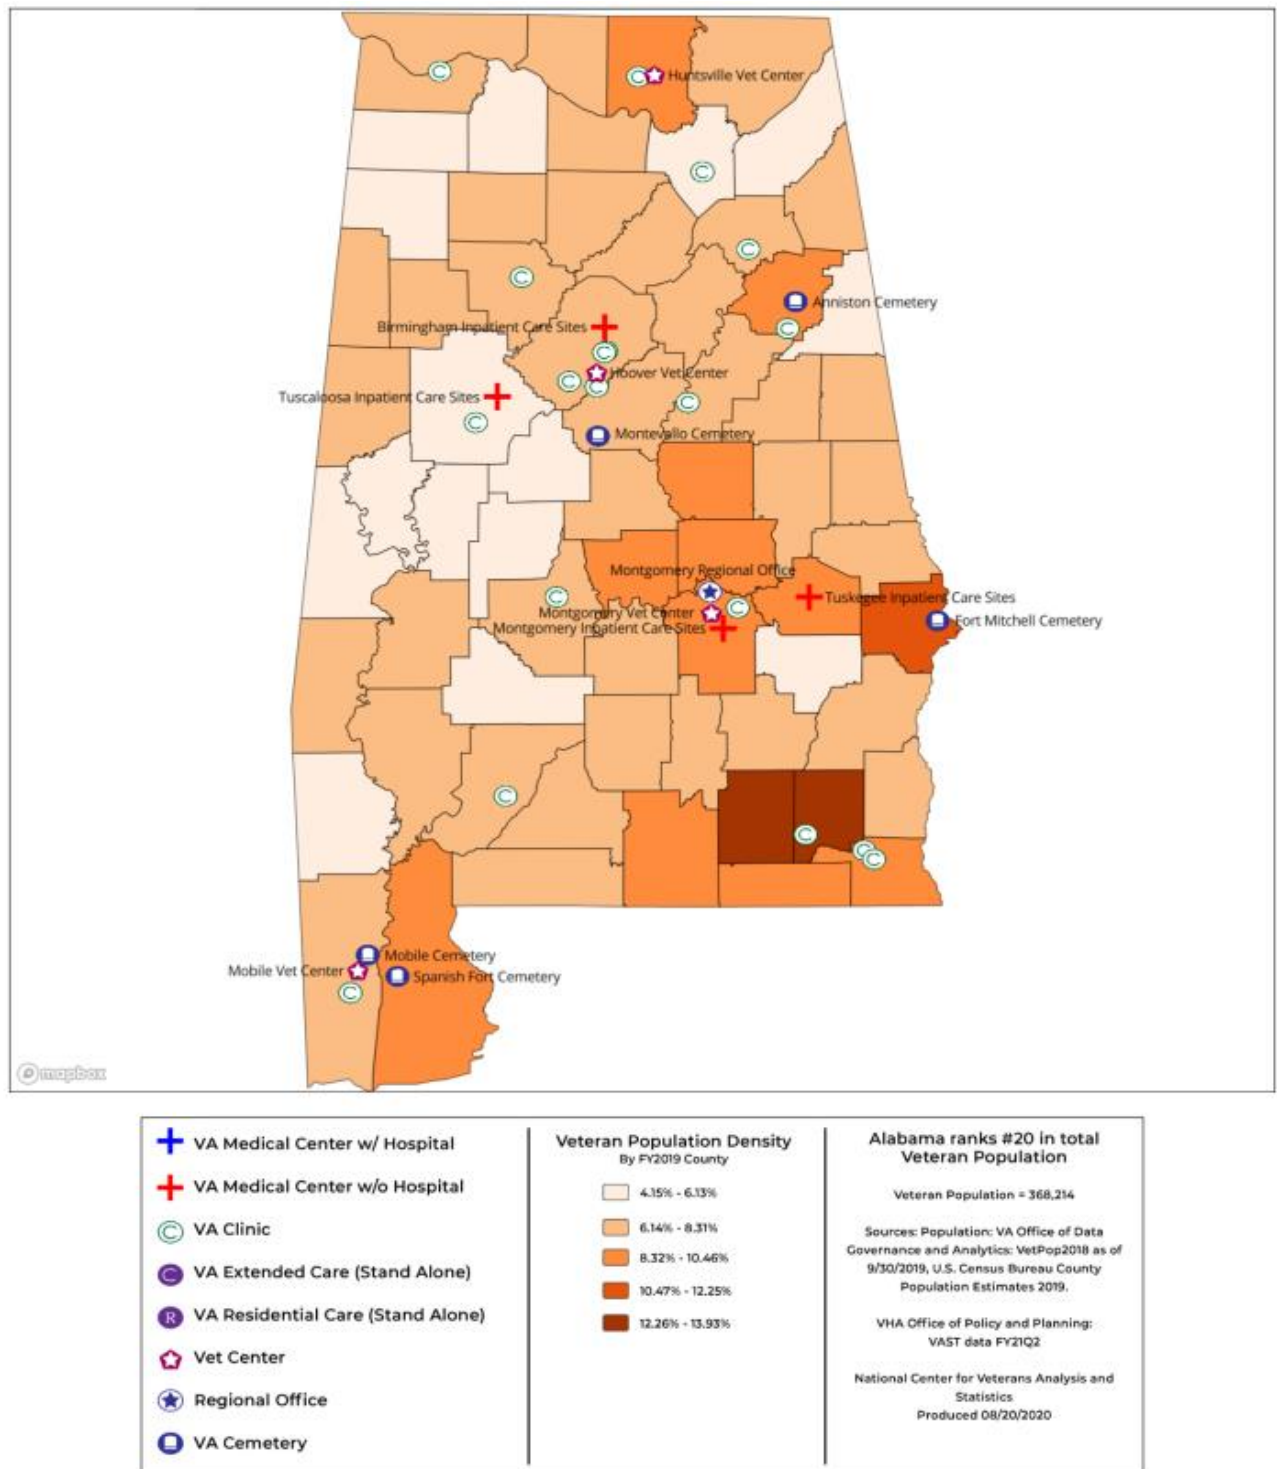 Huntsville Vet Center
Anniston Cemetery
Birmingham Inpatient Care Sites
Hoover Vet Center
Tuscaloosa Inpatient Care Sites
Montevallo Cemetery
Montgomery Regional Office
Tuskegee Inpatient Care Sites
Montgomery Vet Center
Fort Mitchell Cemetery
Montgomery Inpatient Care Sites
Mobile Cemetery
Mobile Vet Center
Spanish Fort Cemetery
mapbox
VA Medical Center w/ Hospital
VA Medical Center w/o Hospital
C VA Clinic
C VA Extended Care (Stand Alone)
R VA Residential Care (Stand Alone)
Vet Center
Regional Office
VA Cemetery
Veteran Population Density
By FY2019 County
4.15% - 6.13%
6.14% - 8.31%
8.32% - 10.46%
10.47% - 12.25%
12.26% - 13.93%
Alabama ranks #20 in total
Veteran Population
Veteran Population = 368,214
Sources: Population: VA Office of Data
Governance and Analytics: VetPop2018 as of
9/30/2019, U.S. Census Bureau County
Population Estimates 2019.
VHA Office of Policy and Planning:
VAST data FY21Q2
National Center for Veterans Analysis and
Statistics
Produced 08/20/2020